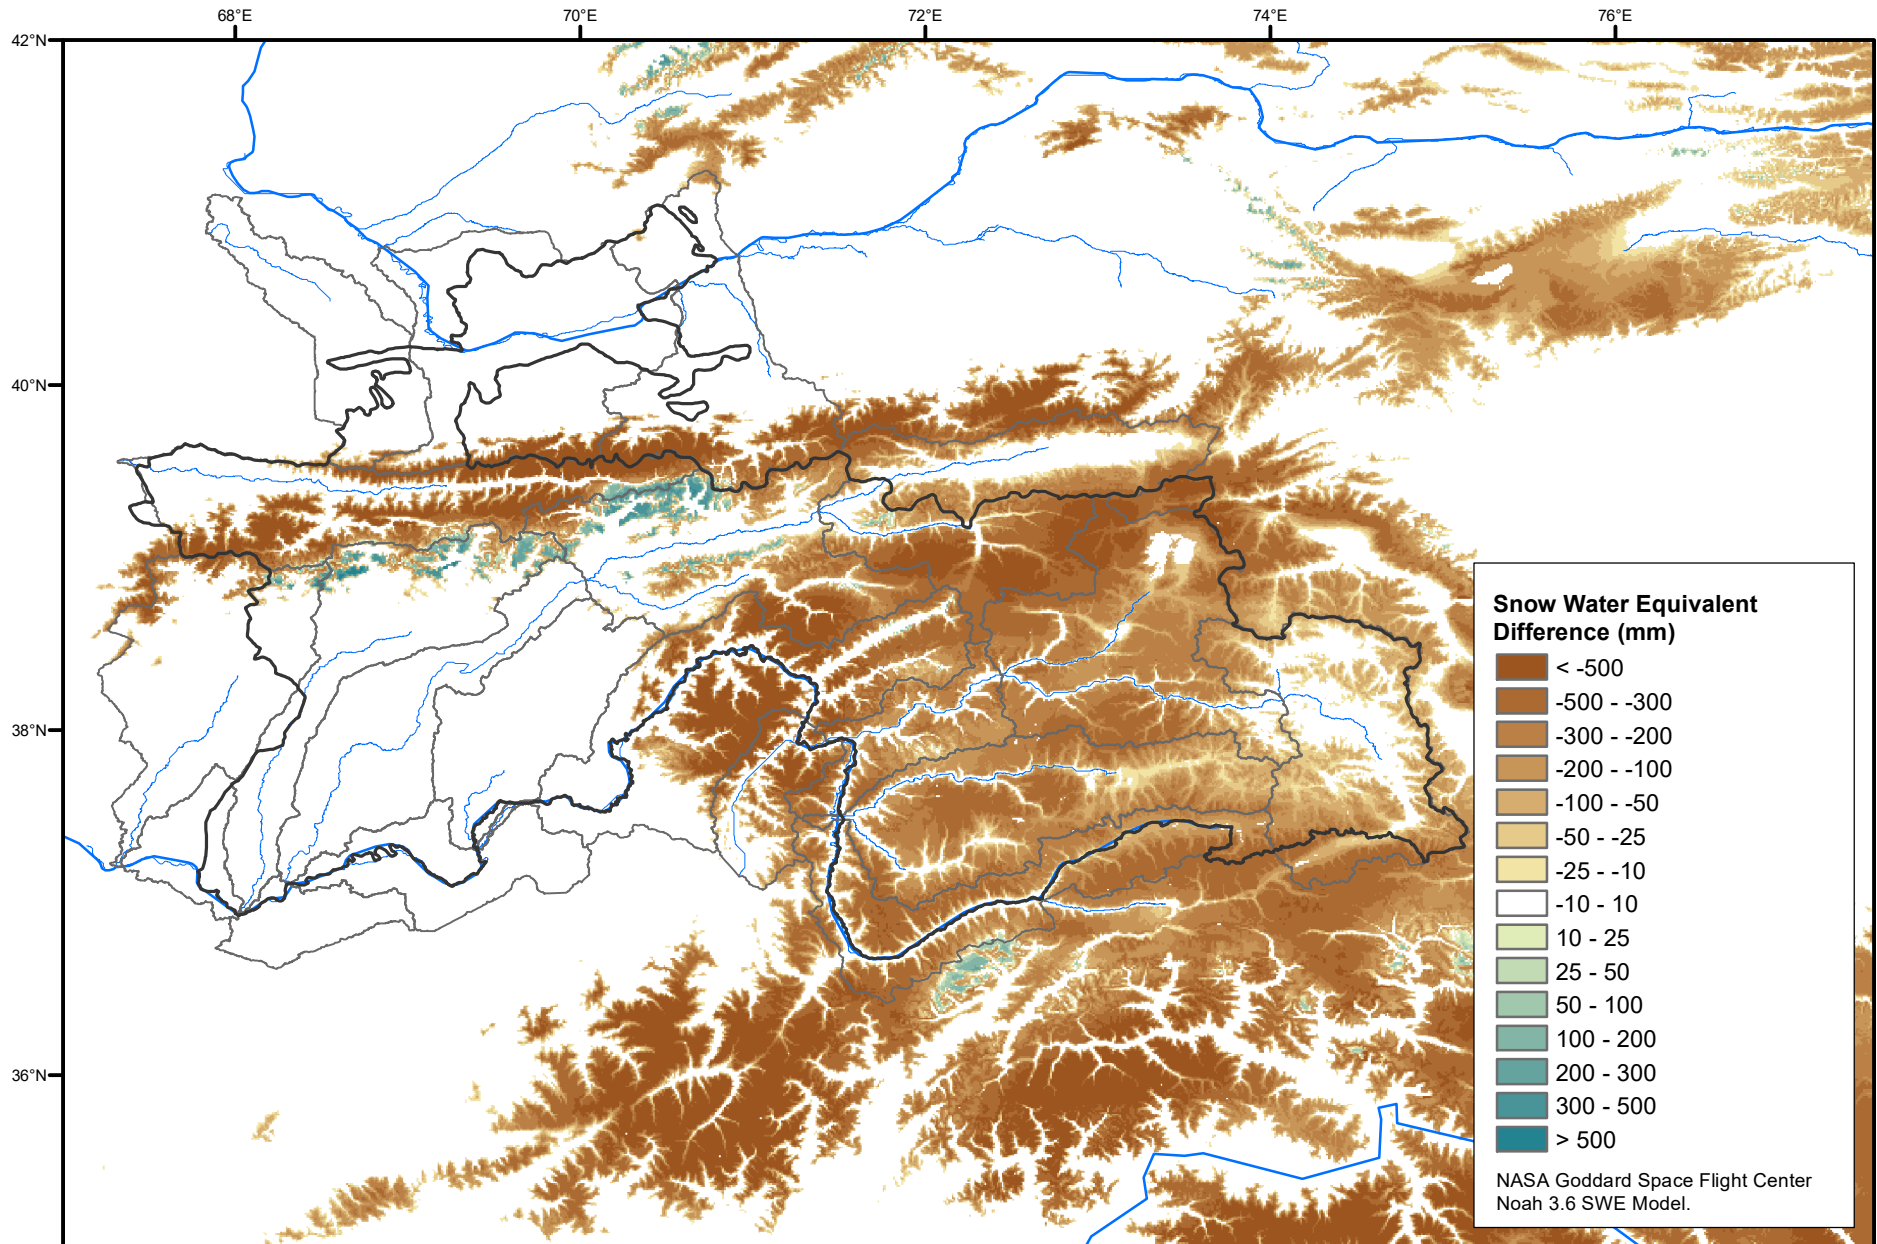 68°E 70°E 72°E 74°E 76°E
42°N
40°N
38°N
36°N
Snow Water Equivalent
Difference (mm)
< -500
-500 - -300
-300 - -200
-200 - -100
-100 - -50
-50 - -25
-25 - -10
-10 - 10
10 - 25
25 - 50
50 - 100
100 - 200
200 - 300
300 - 500
> 500
NASA Goddard Space Flight Center
Noah 3.6 SWE Model.